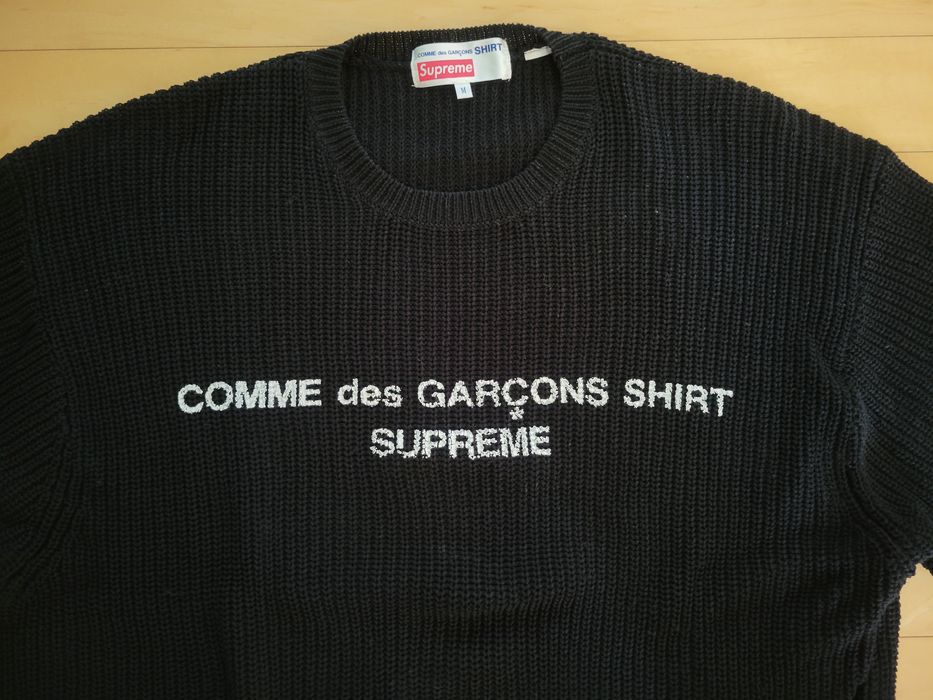 COMME des GARÇONS SHIRT
Supreme
M
COMME des GARÇONS SHIRT
*
SUPREME